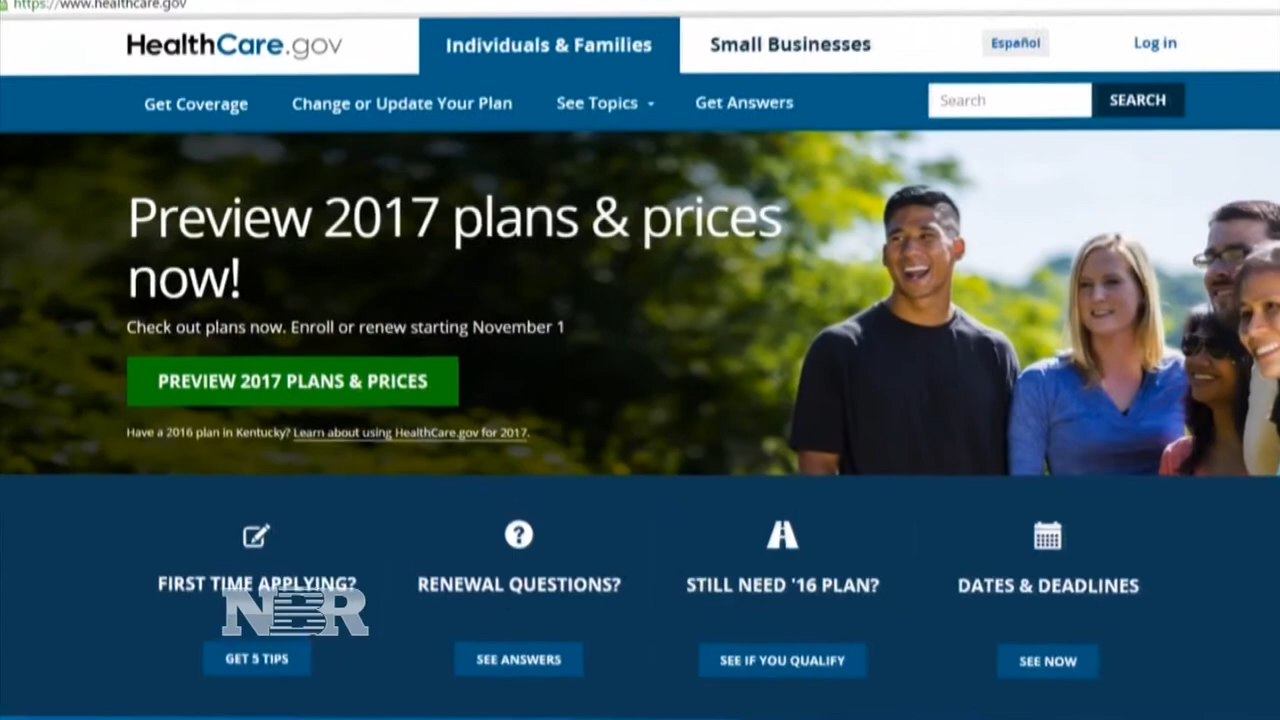 https://www.healthcare.gov
HealthCare.gov
Individuals & Families
Small Businesses
Español
Log in
Get Coverage
Change or Update Your Plan
See Topics
Get Answers
Search
SEARCH
Preview 2017 plans & prices
now!
Check out plans now. Enroll or renew starting November 1
PREVIEW 2017 PLANS & PRICES
Have a 2016 plan in Kentucky? Learn about using HealthCare.gov for 2017.
FIRST TIME APPLYING?
RENEWAL QUESTIONS?
STILL NEED '16 PLAN?
DATES & DEADLINES
NBR
GET 5 TIPS
SEE ANSWERS
SEE IF YOU QUALIFY
SEE NOW